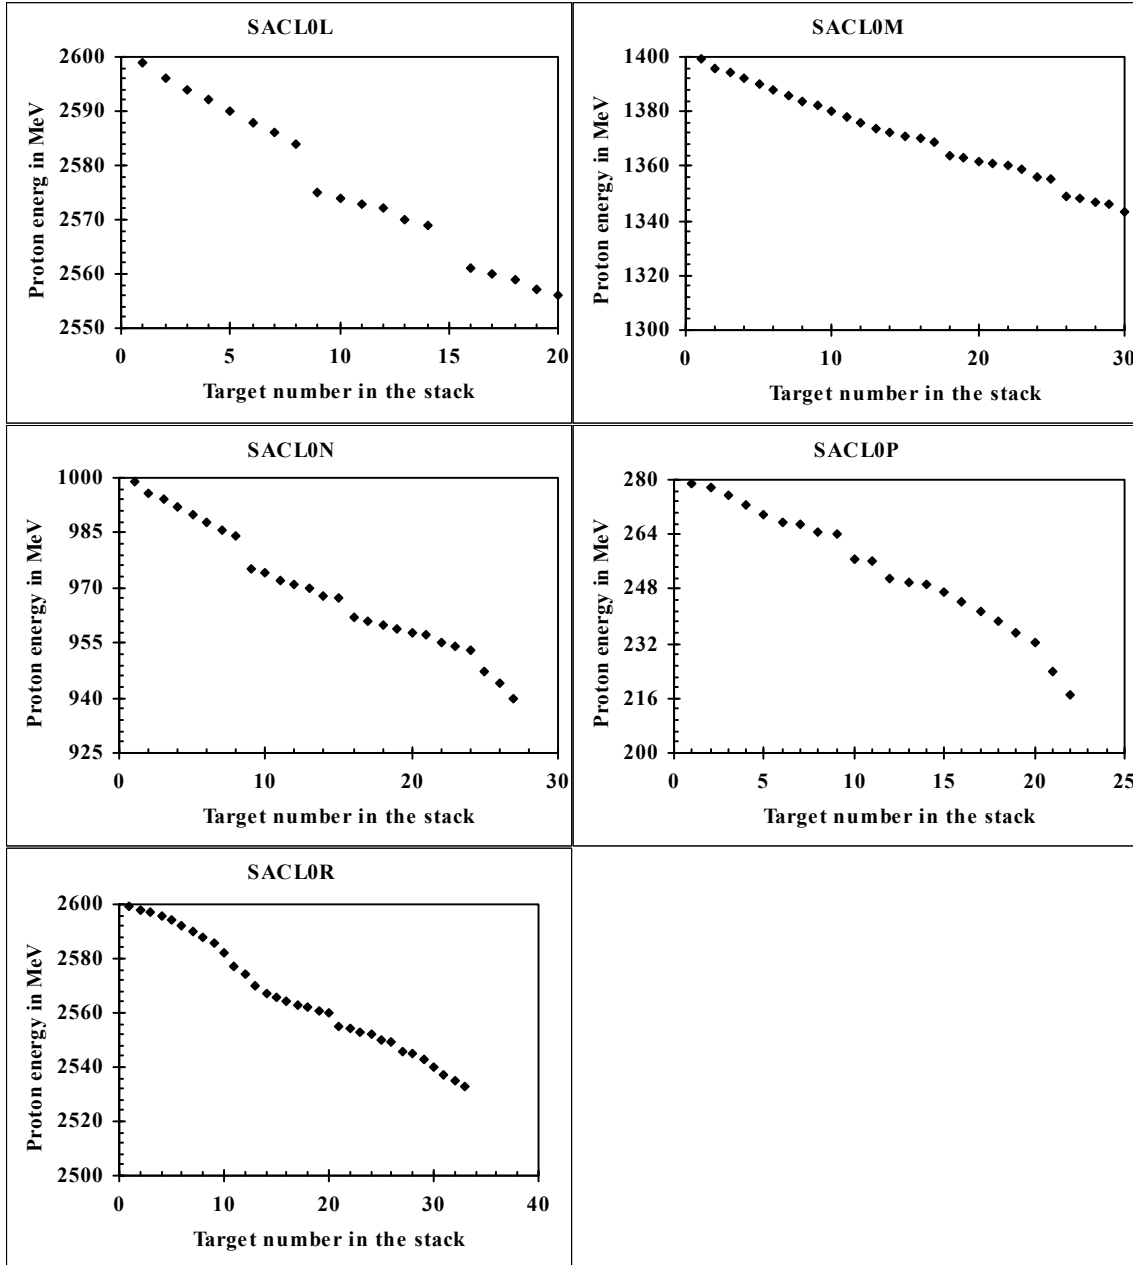 SACL0L
2600
2590
2580
2570
2560
2550
0 5 10 15 20
Proton energ in MeV
Target number in the stack
SACL0M
1400
1380
1360
1340
1320
1300
0 10 20 30
Proton energy in MeV
Target number in the stack
SACL0N
1000
985
970
955
940
925
0 10 20 30
Proton energy in MeV
Target number in the stack
SACL0P
280
264
248
232
216
200
0 5 10 15 20 25
Proton energy in MeV
Target number in the stack
SACL0R
2600
2580
2560
2540
2520
2500
0 10 20 30 40
Proton energy in MeV
Target number in the stack